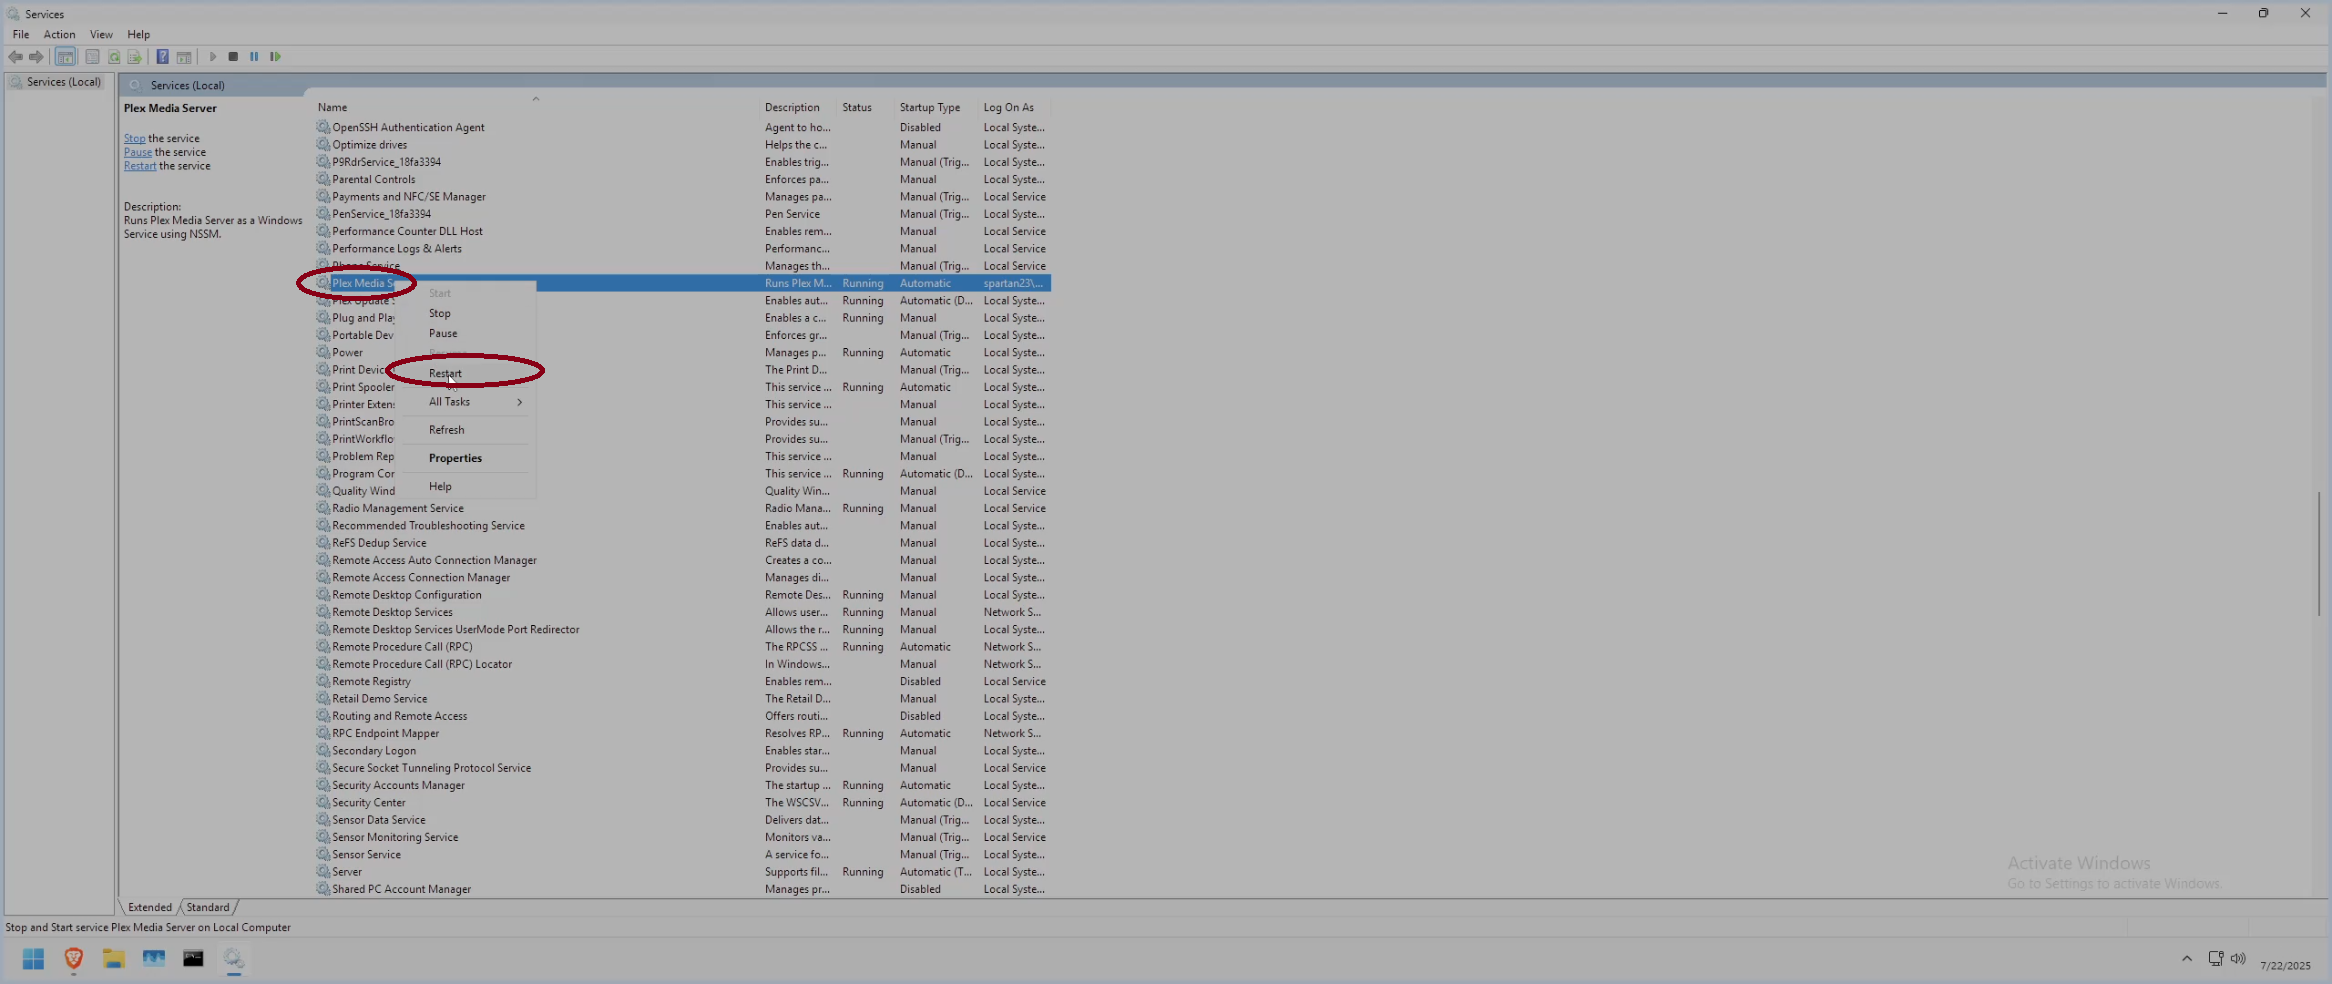 Services
File Action View Help
Services (Local)
Services (Local)
Plex Media Server
Stop the service
Pause the service
Restart the service
Description:
Runs Plex Media Server as a Windows
Service using NSSM.
Name Description Status Startup Type Log On As
OpenSSH Authentication Agent Agent to ho... Disabled Local Syste...
Optimize drives Helps the c... Manual Local Syste...
P9RdrService_18fa3394 Enables trig... Manual (Trig... Local Syste...
Parental Controls Enforces pa... Manual Local Syste...
Payments and NFC/SE Manager Manages pa... Manual (Trig... Local Service
PenService_18fa3394 Pen Service Manual (Trig... Local Syste...
Performance Counter DLL Host Enables rem... Manual Local Service
Performance Logs & Alerts Performanc... Manual Local Service
Phone Service Manages th... Manual (Trig... Local Service
Plex Media S Runs Plex M... Running Automatic spartan23\...
Plex Update S Enables aut... Running Automatic (D... Local Syste...
Plug and Play Enables a c... Running Manual Local Syste...
Portable Dev Enforces gr... Manual (Trig... Local Syste...
Power Manages p... Running Automatic Local Syste...
Print Device The Print D... Manual (Trig... Local Syste...
Print Spooler This service ... Running Automatic Local Syste...
Printer Extens This service ... Manual Local Syste...
PrintScanBro Provides su... Manual Local Syste...
PrintWorkflo Provides su... Manual (Trig... Local Syste...
Problem Rep This service ... Manual Local Syste...
Program Cor This service ... Running Automatic (D... Local Syste...
Quality Wind Quality Win... Manual Local Service
Start
Stop
Pause
Restart
All Tasks
Refresh
Properties
Help
Radio Management Service Radio Mana... Running Manual Local Service
Recommended Troubleshooting Service Enables aut... Manual Local Syste...
ReFS Dedup Service ReFS data d... Manual Local Syste...
Remote Access Auto Connection Manager Creates a co... Manual Local Syste...
Remote Access Connection Manager Manages di... Manual Local Syste...
Remote Desktop Configuration Remote Des... Running Manual Local Syste...
Remote Desktop Services Allows user... Running Manual Network S...
Remote Desktop Services UserMode Port Redirector Allows the r... Running Manual Local Syste...
Remote Procedure Call (RPC) The RPCSS ... Running Automatic Network S...
Remote Procedure Call (RPC) Locator In Windows... Manual Network S...
Remote Registry Enables rem... Disabled Local Service
Retail Demo Service The Retail D... Manual Local Syste...
Routing and Remote Access Offers routi... Disabled Local Syste...
RPC Endpoint Mapper Resolves RP... Running Automatic Network S...
Secondary Logon Enables star... Manual Local Syste...
Secure Socket Tunneling Protocol Service Provides su... Manual Local Service
Security Accounts Manager The startup ... Running Automatic Local Syste...
Security Center The WSCSV... Running Automatic (D... Local Service
Sensor Data Service Delivers dat... Manual (Trig... Local Syste...
Sensor Monitoring Service Monitors va... Manual (Trig... Local Service
Sensor Service A service fo... Manual (Trig... Local Syste...
Server Supports fil... Running Automatic (T... Local Syste...
Shared PC Account Manager Manages pr... Disabled Local Syste...
Activate Windows
Go to Settings to activate Windows.
Extended Standard
Stop and Start service Plex Media Server on Local Computer
7/22/2025